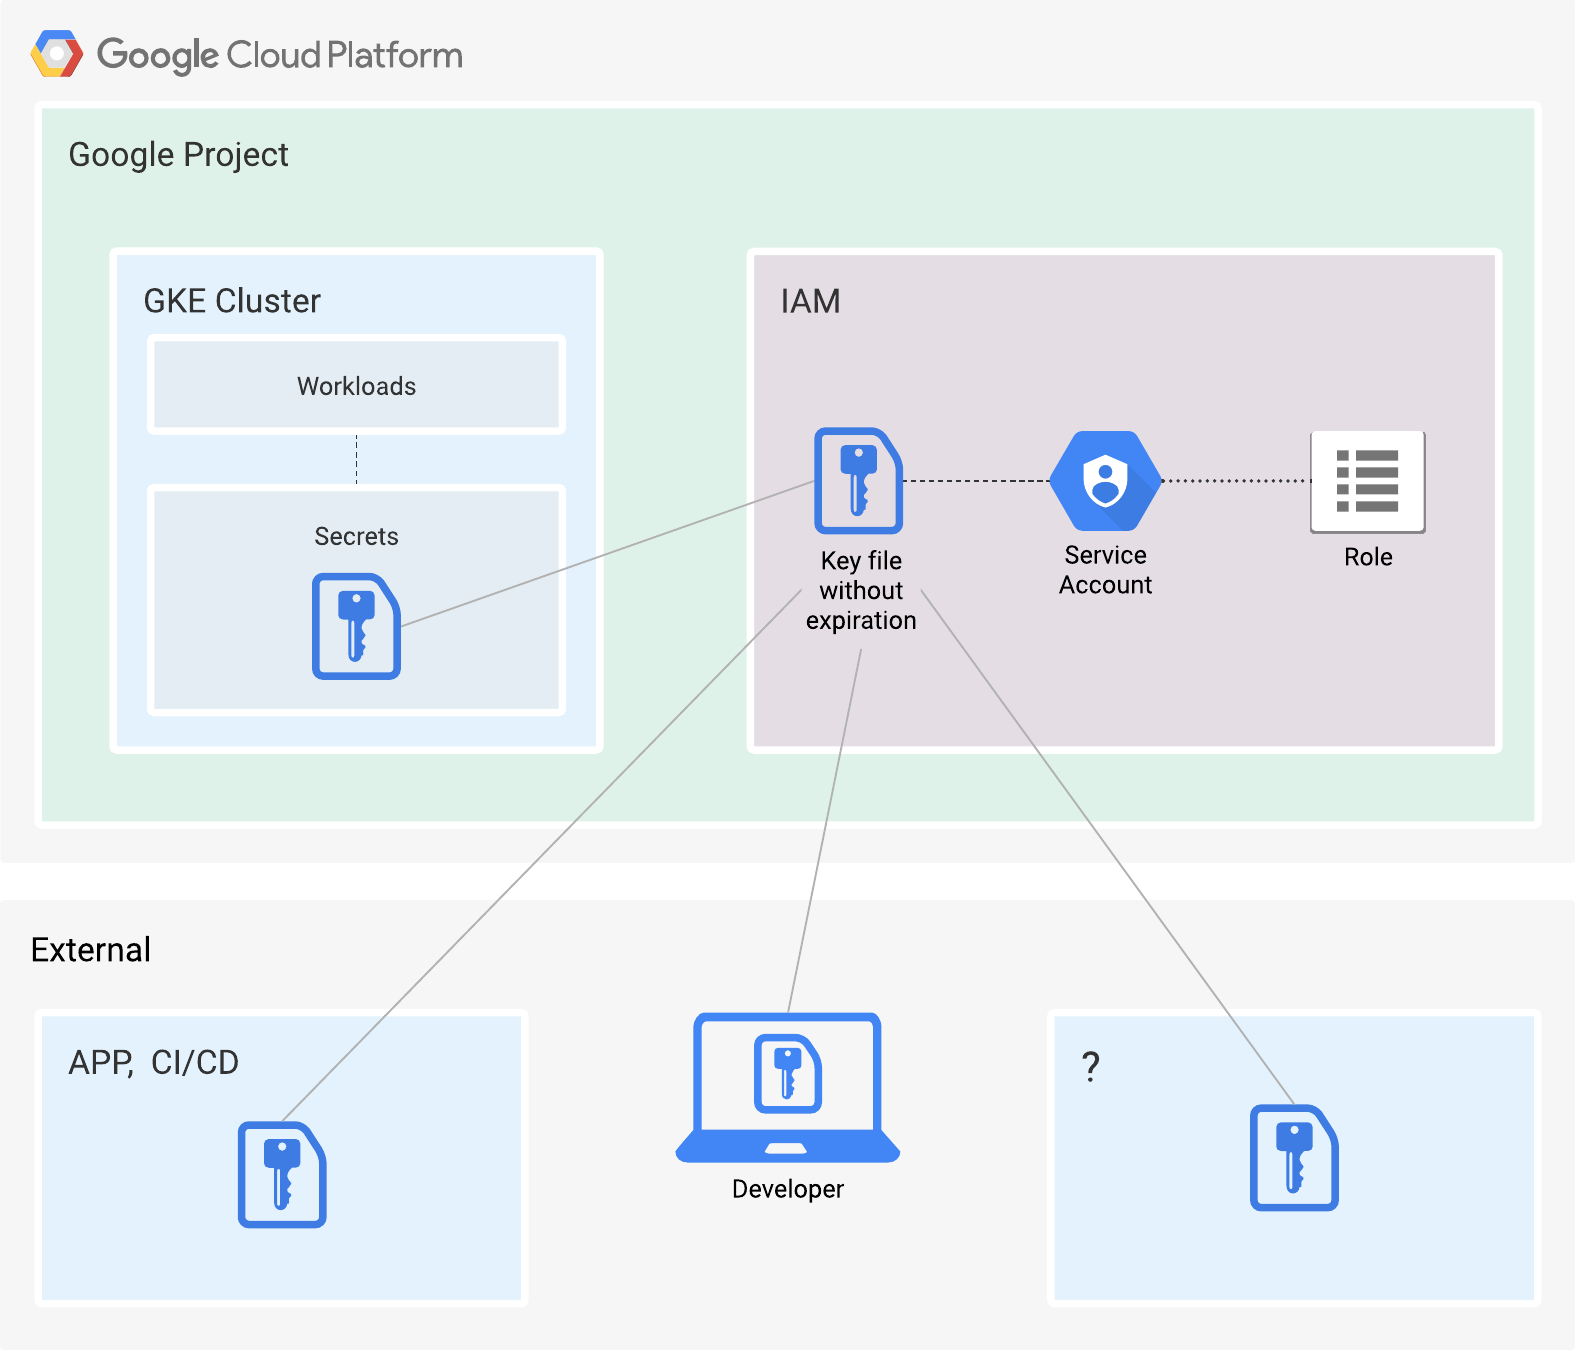 Google Cloud Platform
Google Project
GKE Cluster
Workloads
Secrets
IAM
Key file
without
expiration
Service
Account
Role
External
APP, CI/CD
Developer
?